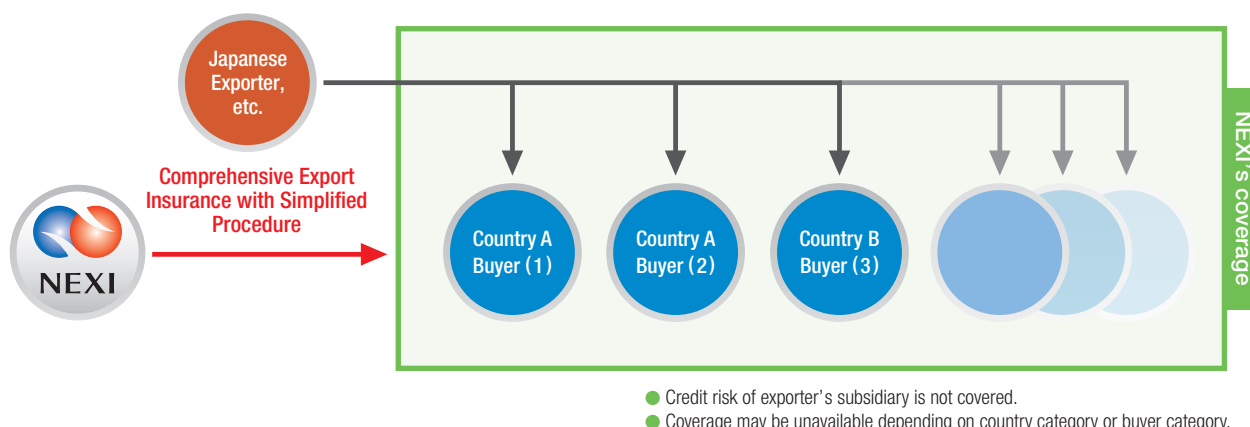 Japanese
Exporter,
etc.
Comprehensive Export
Insurance with Simplified
Procedure
NEXI
Country A
Buyer (1)
Country A
Buyer (2)
Country B
Buyer (3)
NEXI's coverage
● Credit risk of exporter's subsidiary is not covered.
● Coverage may be unavailable depending on country category or buyer category.